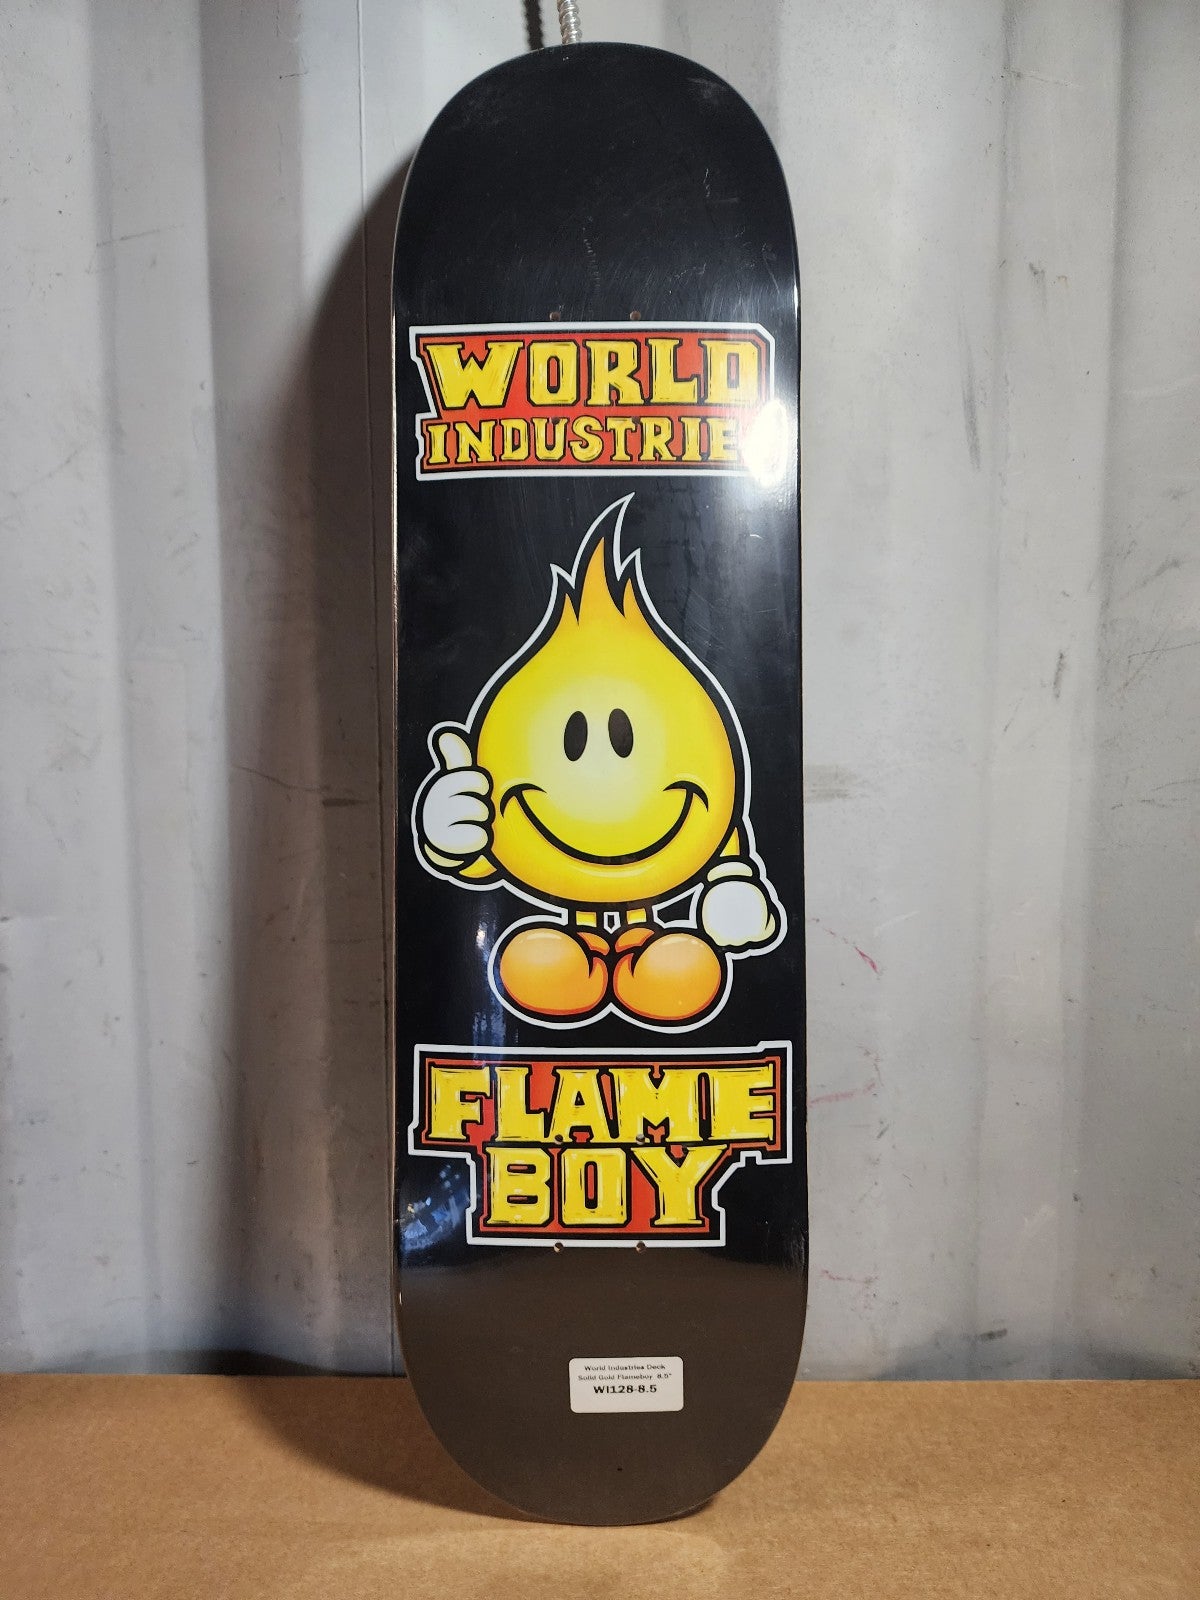 WORLD
INDUSTRIES
FLAME
BOY
World Industries Deck
Solid Gold Flameboy 8.5"
WI128-8.5